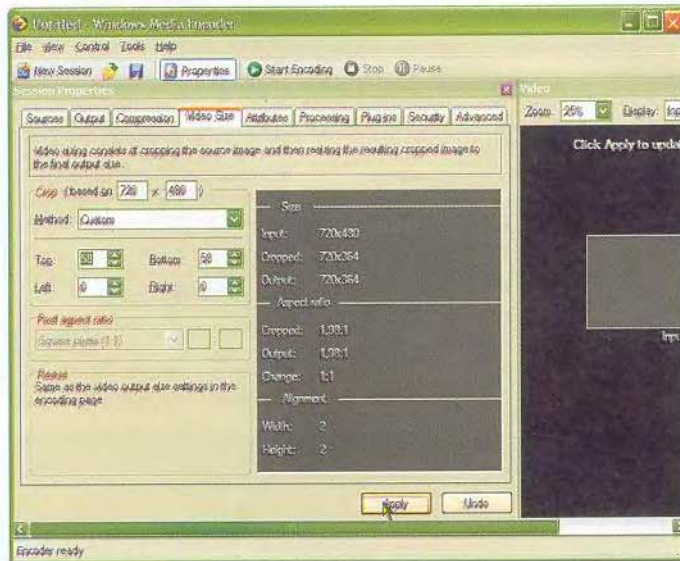 Untitled - Windows Media Encoder
File View Control Tools Help
New Session Properties Start Encoding Stop Pause
Session Properties
Video
Sources Output Compression Video Size Attributes Processing Plug-ins Security Advanced
Zoom: 25% Display:
Video sizing consists of cropping the source image and then resizing the resulting cropped image to
the final output size.
Click Apply to
Crop (based on 720 x 480 )
Method: Custom
Top: 58 Bottom: 58
Left: 0 Right: 0
Pixel aspect ratio
Square pixels (1:1)
Resize
Same as the video output size settings in the
encoding page
Size
Input: 720x480
Cropped: 720x364
Output: 720x364
Aspect ratio
Cropped: 1,98:1
Output: 1,98:1
Change: 1:1
Alignment
Width: 2
Height: 2
Apply Undo
Encoder ready